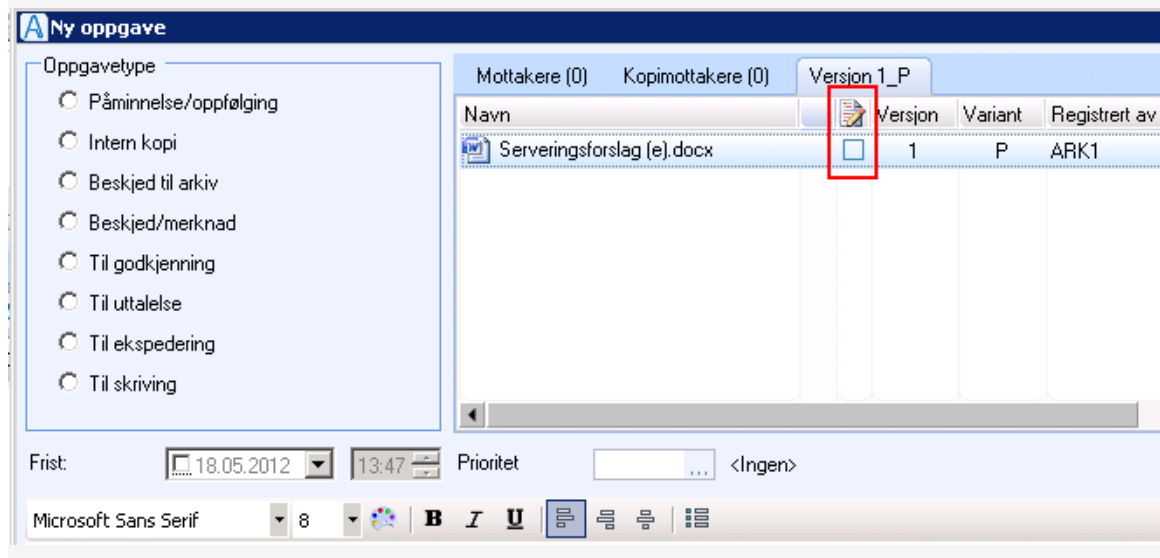 Ny oppgave
Oppgavetype
Påminnelse/oppfølging
Intern kopi
Beskjed til arkiv
Beskjed/merknad
Til godkjenning
Til uttalelse
Til ekspedering
Til skriving
Mottakere (0) Kopimottakere (0) Versjon 1_P
Navn Versjon Variant Registrert av
Serveringsforslag (e).docx 1 P ARK1
Frist: 18.05.2012 13:47 Prioritet ... <Ingen>
Microsoft Sans Serif 8 B I U